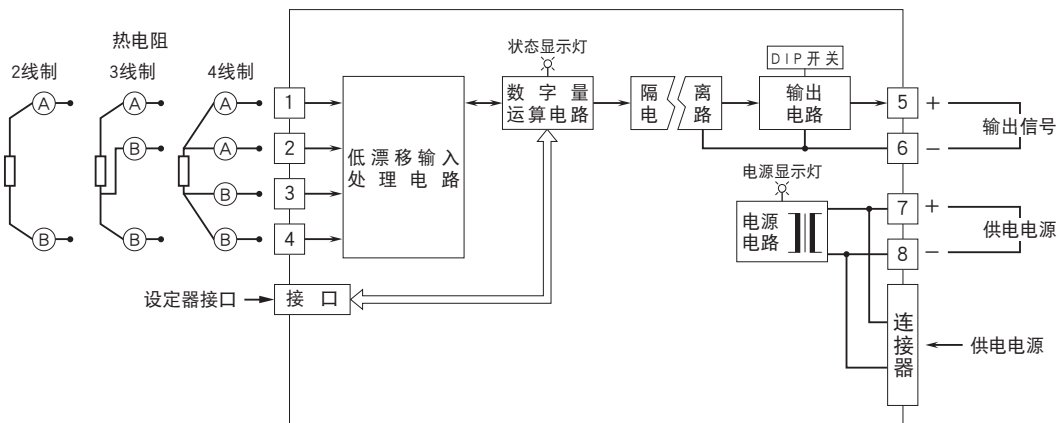 热电阻
2线制
3线制
4线制
A
B
A
B
B
A
A
B
B
1
2
3
4
低漂移输入
处理电路
状态显示灯
数字量
运算电路
隔离
电路
DIP开关
输出
电路
5 +
6 −
输出信号
电源显示灯
电源
电路
7 +
8 −
供电电源
设定器接口
接口
连接器
供电电源